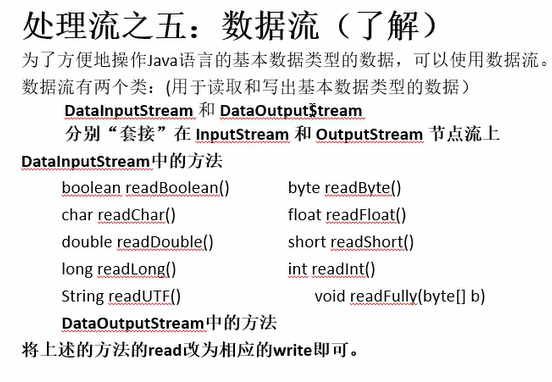 处理流之五：数据流（了解）
为了方便地操作Java语言的基本数据类型的数据，可以使用数据流。
数据流有两个类：(用于读取和写出基本数据类型的数据）
DataInputStream 和 DataOutputStream
分别“套接”在 InputStream 和 OutputStream 节点流上
DataInputStream中的方法
boolean readBoolean() byte readByte()
char readChar() float readFloat()
double readDouble() short readShort()
long readLong() int readInt()
String readUTF() void readFully(byte[] b)
DataOutputStream中的方法
将上述的方法的read改为相应的write即可。